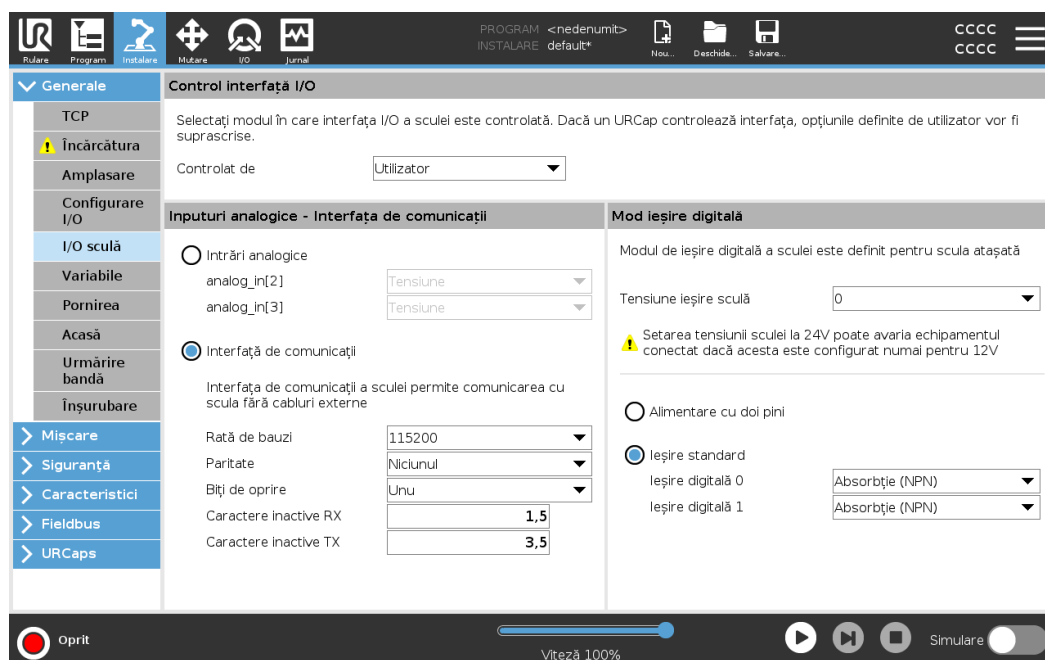 UR
Rulare
Program
Instalare
Mutare
I/O
Jurnal
PROGRAM <nedenumit>
INSTALARE default*
Nou...
Deschide...
Salvare...
cccc
cccc
Generale
TCP
Încărcătura
Amplasare
Configurare
I/O
I/O sculă
Variabile
Pornirea
Acasă
Urmărire
bandă
Înșurubare
Mișcare
Siguranță
Caracteristici
Fieldbus
URCaps
Control interfață I/O
Selectați modul în care interfața I/O a sculei este controlată. Dacă un URCap controlează interfața, opțiunile definite de utilizator vor fi
suprascrise.
Controlat de Utilizator
Inputuri analogice - Interfața de comunicații
Intrări analogice
analog_in[2] Tensiune
analog_in[3] Tensiune
Interfață de comunicații
Interfața de comunicații a sculei permite comunicarea cu
scula fără cabluri externe
Rată de bauzi 115200
Paritate Niciunul
Biți de oprire Unu
Caractere inactive RX 1,5
Caractere inactive TX 3,5
Mod ieșire digitală
Modul de ieșire digitală a sculei este definit pentru scula atașată
Tensiune ieșire sculă 0
Setarea tensiunii sculei la 24V poate avaria echipamentul
conectat dacă acesta este configurat numai pentru 12V
Alimentare cu doi pini
Ieșire standard
Ieșire digitală 0 Absorbție (NPN)
Ieșire digitală 1 Absorbție (NPN)
Oprit
Viteză 100%
Simulare